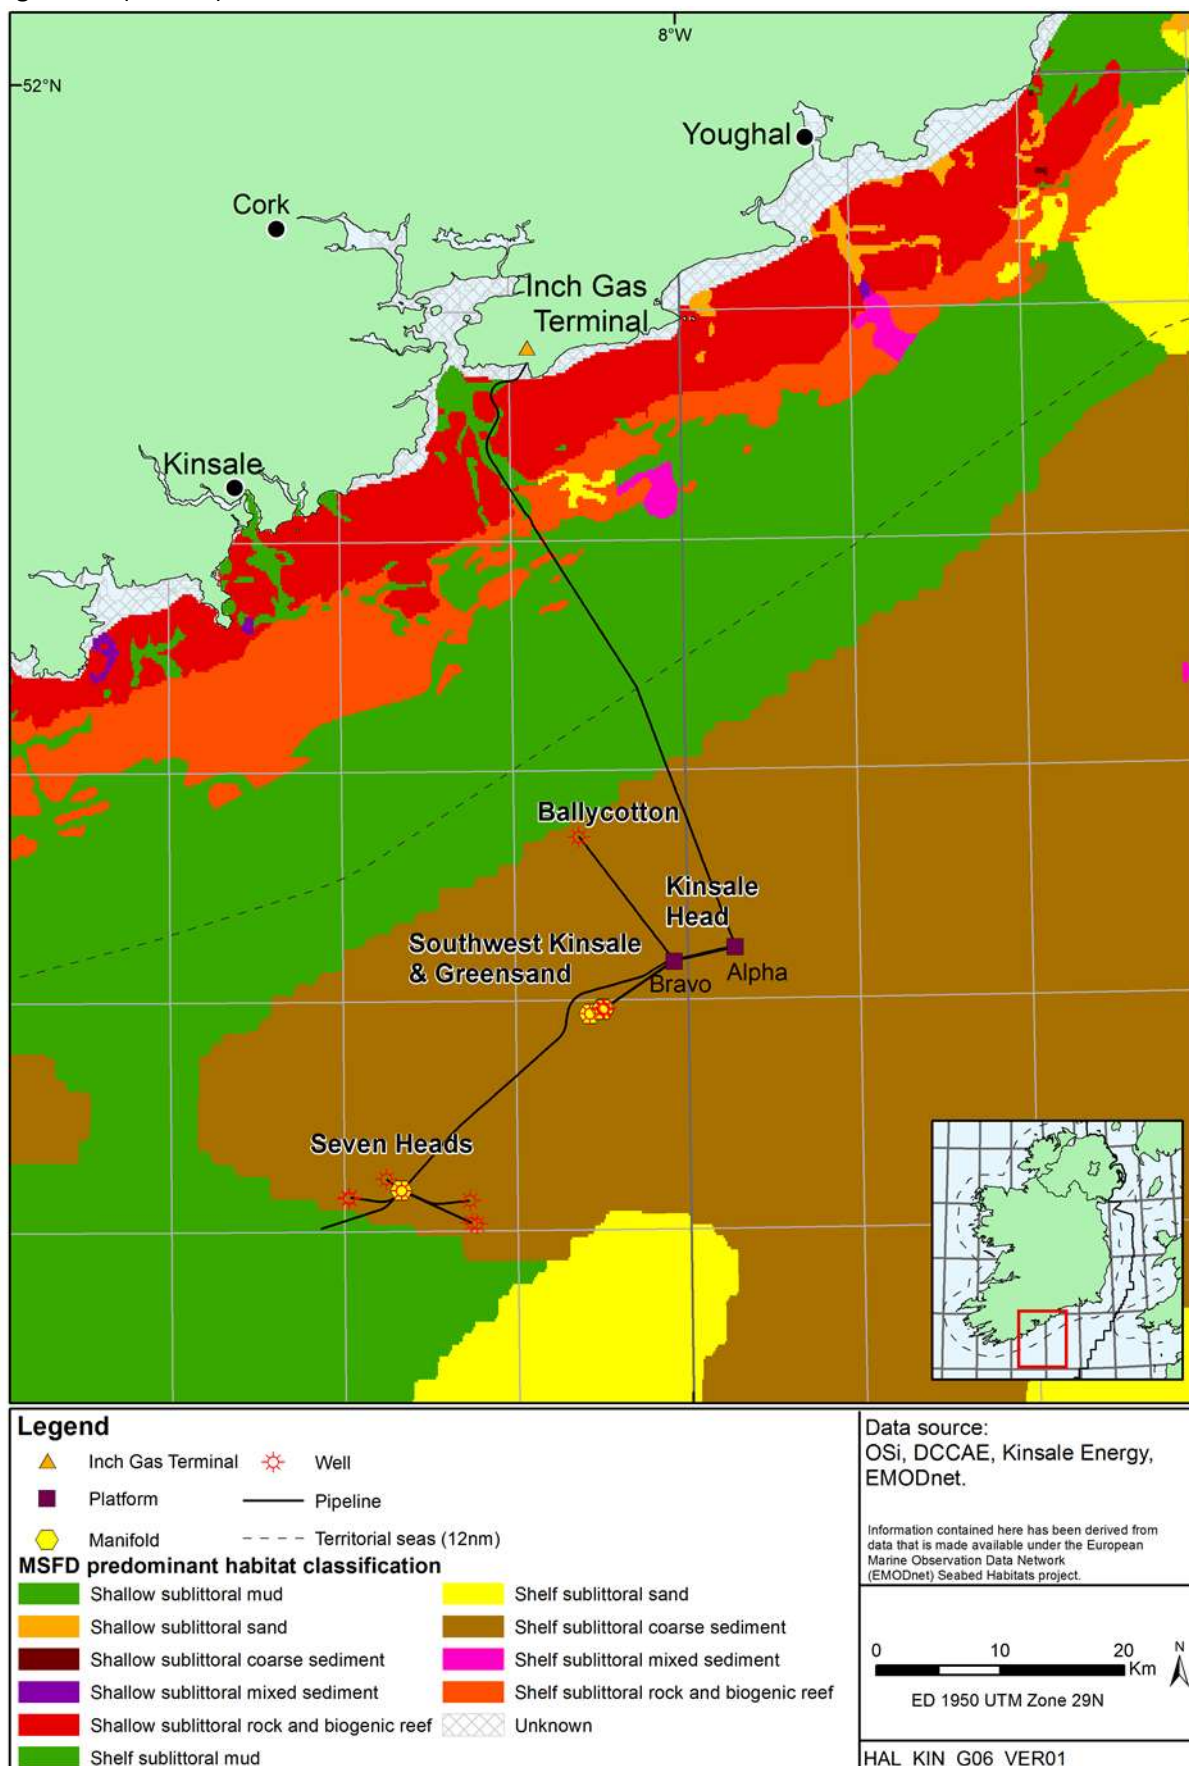 8°W
52°N
Youghal
Cork
Inch Gas
Terminal
Kinsale
Ballycotton
Kinsale
Head
Southwest Kinsale
& Greensand
Bravo
Alpha
Seven Heads
Legend
Inch Gas Terminal
Well
Platform
Pipeline
Manifold
Territorial seas (12nm)
MSFD predominant habitat classification
Shallow sublittoral mud
Shelf sublittoral sand
Shallow sublittoral sand
Shelf sublittoral coarse sediment
Shallow sublittoral coarse sediment
Shelf sublittoral mixed sediment
Shallow sublittoral mixed sediment
Shelf sublittoral rock and biogenic reef
Shallow sublittoral rock and biogenic reef
Unknown
Shelf sublittoral mud
Data source:
OSi, DCCAE, Kinsale Energy,
EMODnet.
Information contained here has been derived from
data that is made available under the European
Marine Observation Data Network
(EMODnet) Seabed Habitats project.
0 10 20
Km
N
ED 1950 UTM Zone 29N
HAL_KIN_G06_VER01